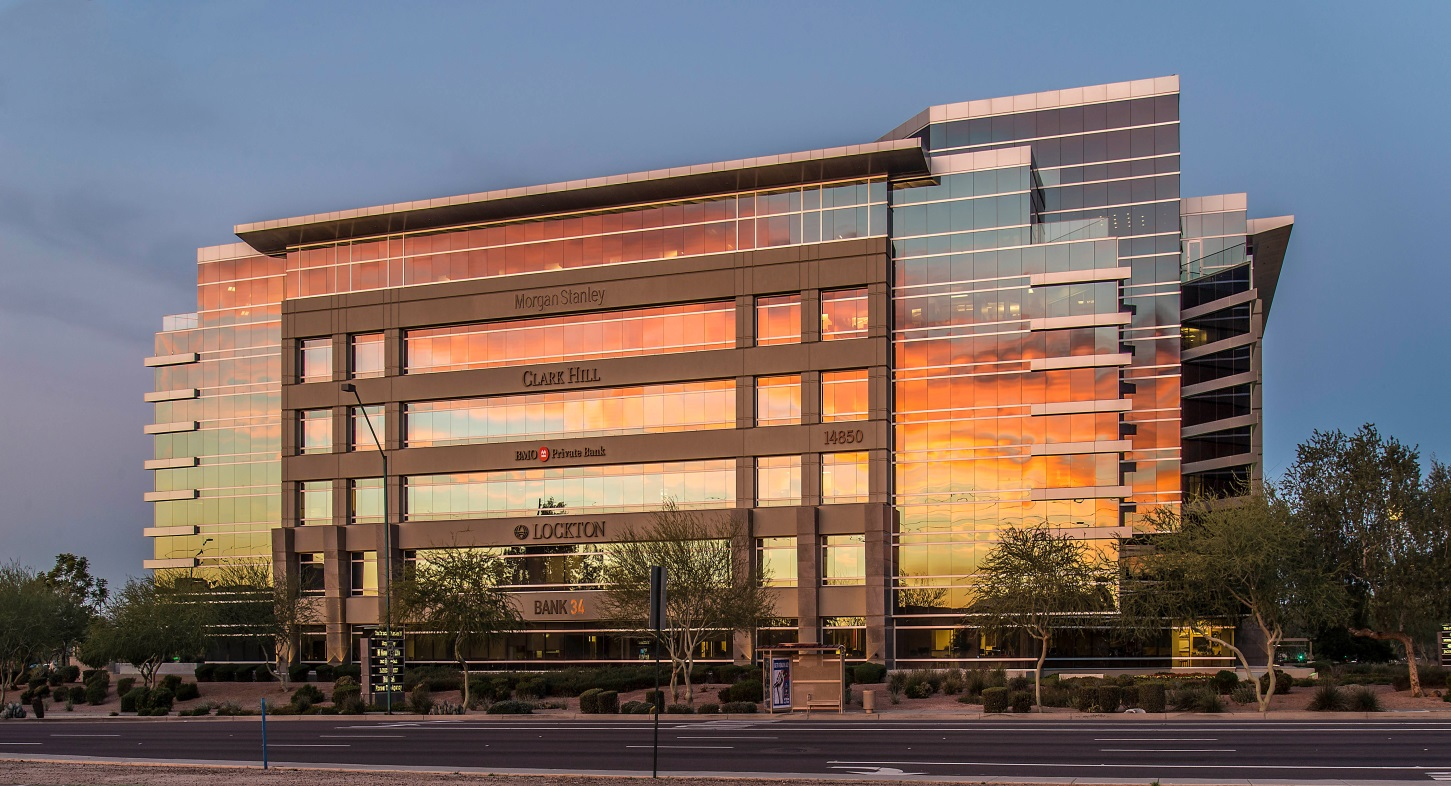 Morgan Stanley
CLARK HILL
BMO Private Bank
14850
LOCKTON
BANK 34